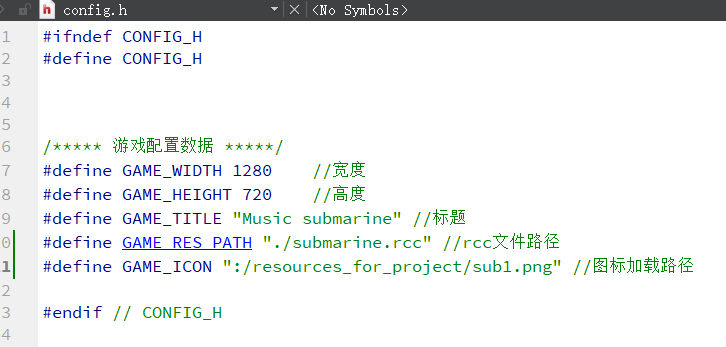 config.h <No Symbols>
1 #ifndef CONFIG_H
2 #define CONFIG_H
3
4
5
6 /***** 游戏配置数据 *****/
7 #define GAME_WIDTH 1280 //宽度
8 #define GAME_HEIGHT 720 //高度
9 #define GAME_TITLE "Music submarine" //标题
0 #define GAME_RES_PATH "./submarine.rcc" //rcc文件路径
1 #define GAME_ICON ":/resources_for_project/sub1.png" //图标加载路径
2
3 #endif // CONFIG_H
4